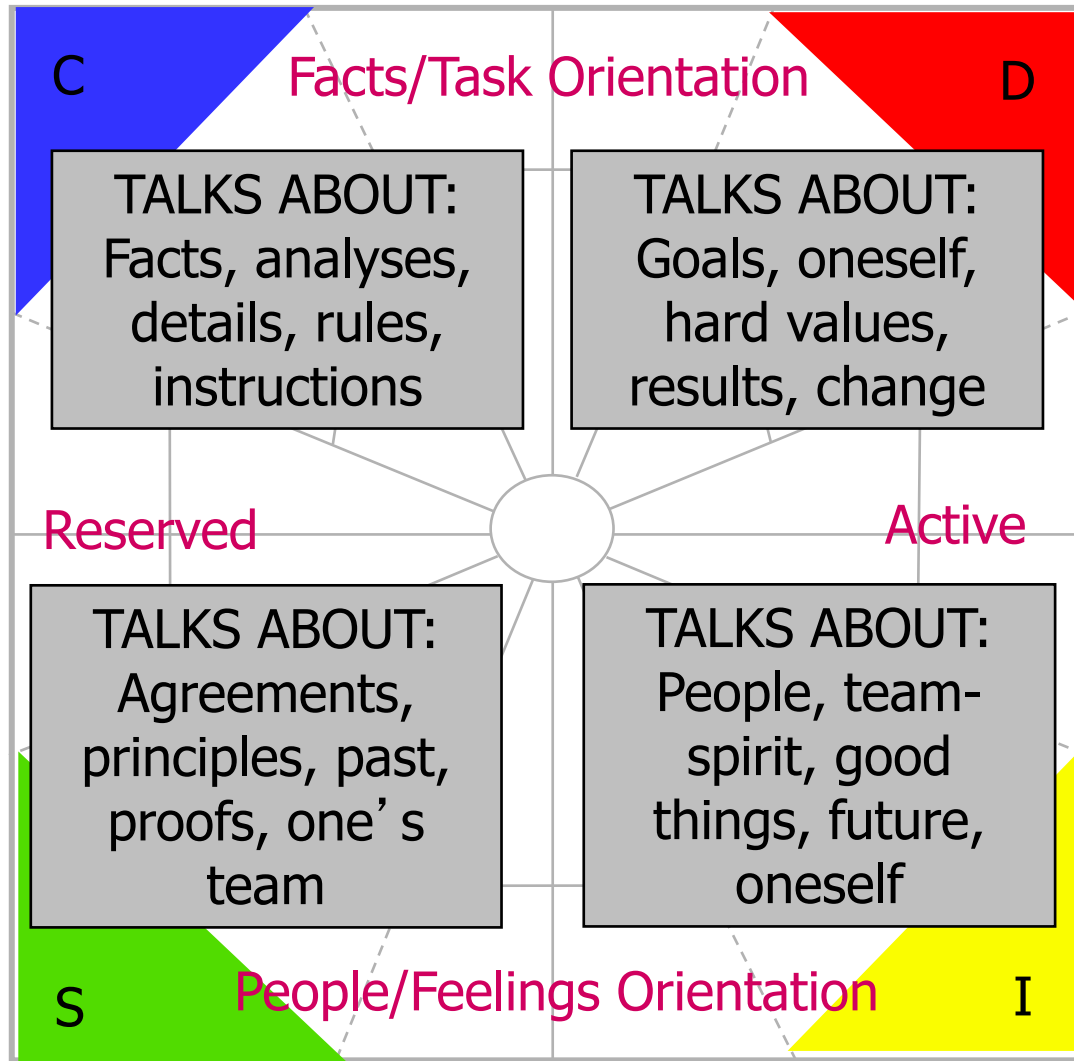 C
Facts/Task Orientation
D
TALKS ABOUT:
Facts, analyses,
details, rules,
instructions
TALKS ABOUT:
Goals, oneself,
hard values,
results, change
Reserved
Active
TALKS ABOUT:
Agreements,
principles, past,
proofs, one’s
team
TALKS ABOUT:
People, team-
spirit, good
things, future,
oneself
S
People/Feelings Orientation
I